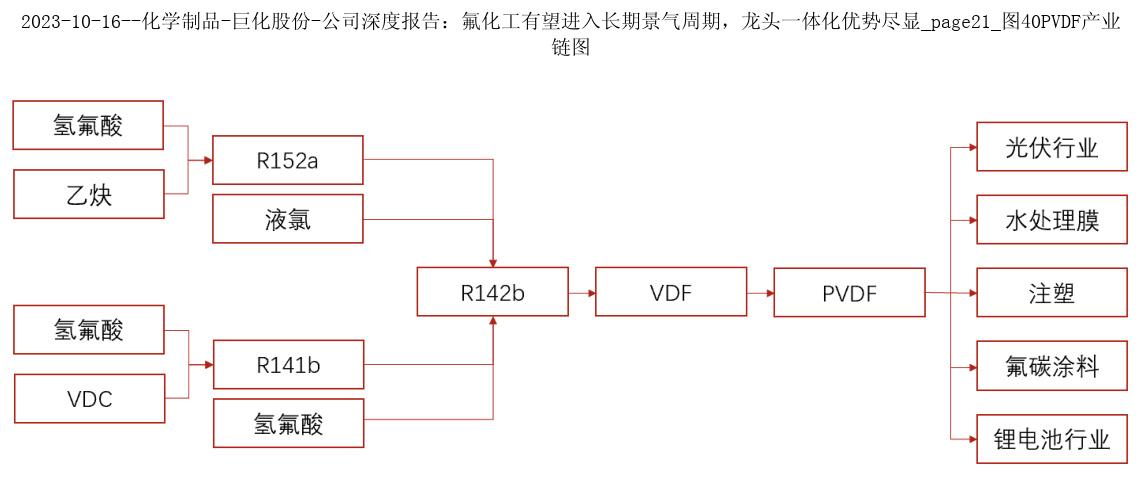 2023-10-16--化学制品-巨化股份-公司深度报告：氟化工有望进入长期景气周期，龙头一体化优势尽显_page21_图40PVDF产业
链图
氢氟酸
乙炔
R152a
液氯
氢氟酸
VDC
R141b
氢氟酸
R142b
VDF
PVDF
光伏行业
水处理膜
注塑
氟碳涂料
锂电池行业